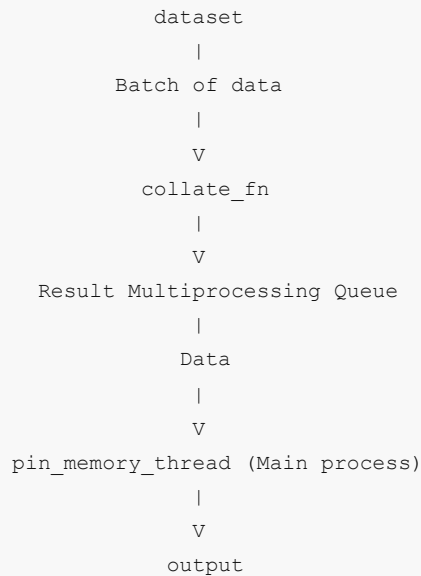 dataset
|
Batch of data
|
V
collate_fn
|
V
Result Multiprocessing Queue
|
Data
|
V
pin_memory_thread (Main process)
|
V
output